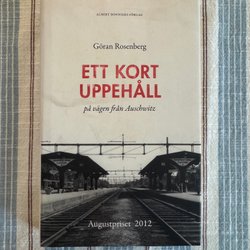 ALBERT BONNIERS FÖRLAG
Göran Rosenberg
ETT KORT
UPPEHÅLL
på vägen från Auschwitz
Augustpriset 2012